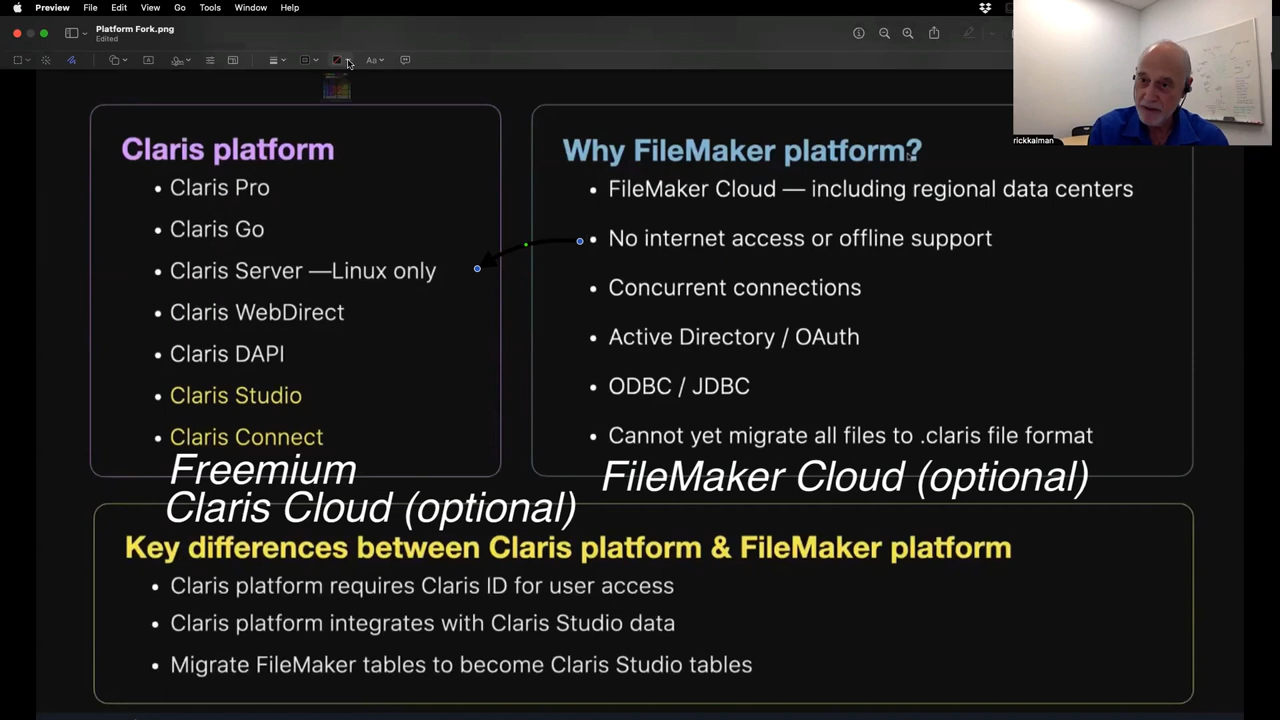 Preview File Edit View Go Tools Window Help
Platform Fork.png
Edited
Aa
rickkalman
Claris platform
• Claris Pro
• Claris Go
• Claris Server —Linux only
• Claris WebDirect
• Claris DAPI
• Claris Studio
• Claris Connect
Freemium
Claris Cloud (optional)
Why FileMaker platform?
• FileMaker Cloud — including regional data centers
• No internet access or offline support
• Concurrent connections
• Active Directory / OAuth
• ODBC / JDBC
• Cannot yet migrate all files to .claris file format
FileMaker Cloud (optional)
Key differences between Claris platform & FileMaker platform
• Claris platform requires Claris ID for user access
• Claris platform integrates with Claris Studio data
• Migrate FileMaker tables to become Claris Studio tables